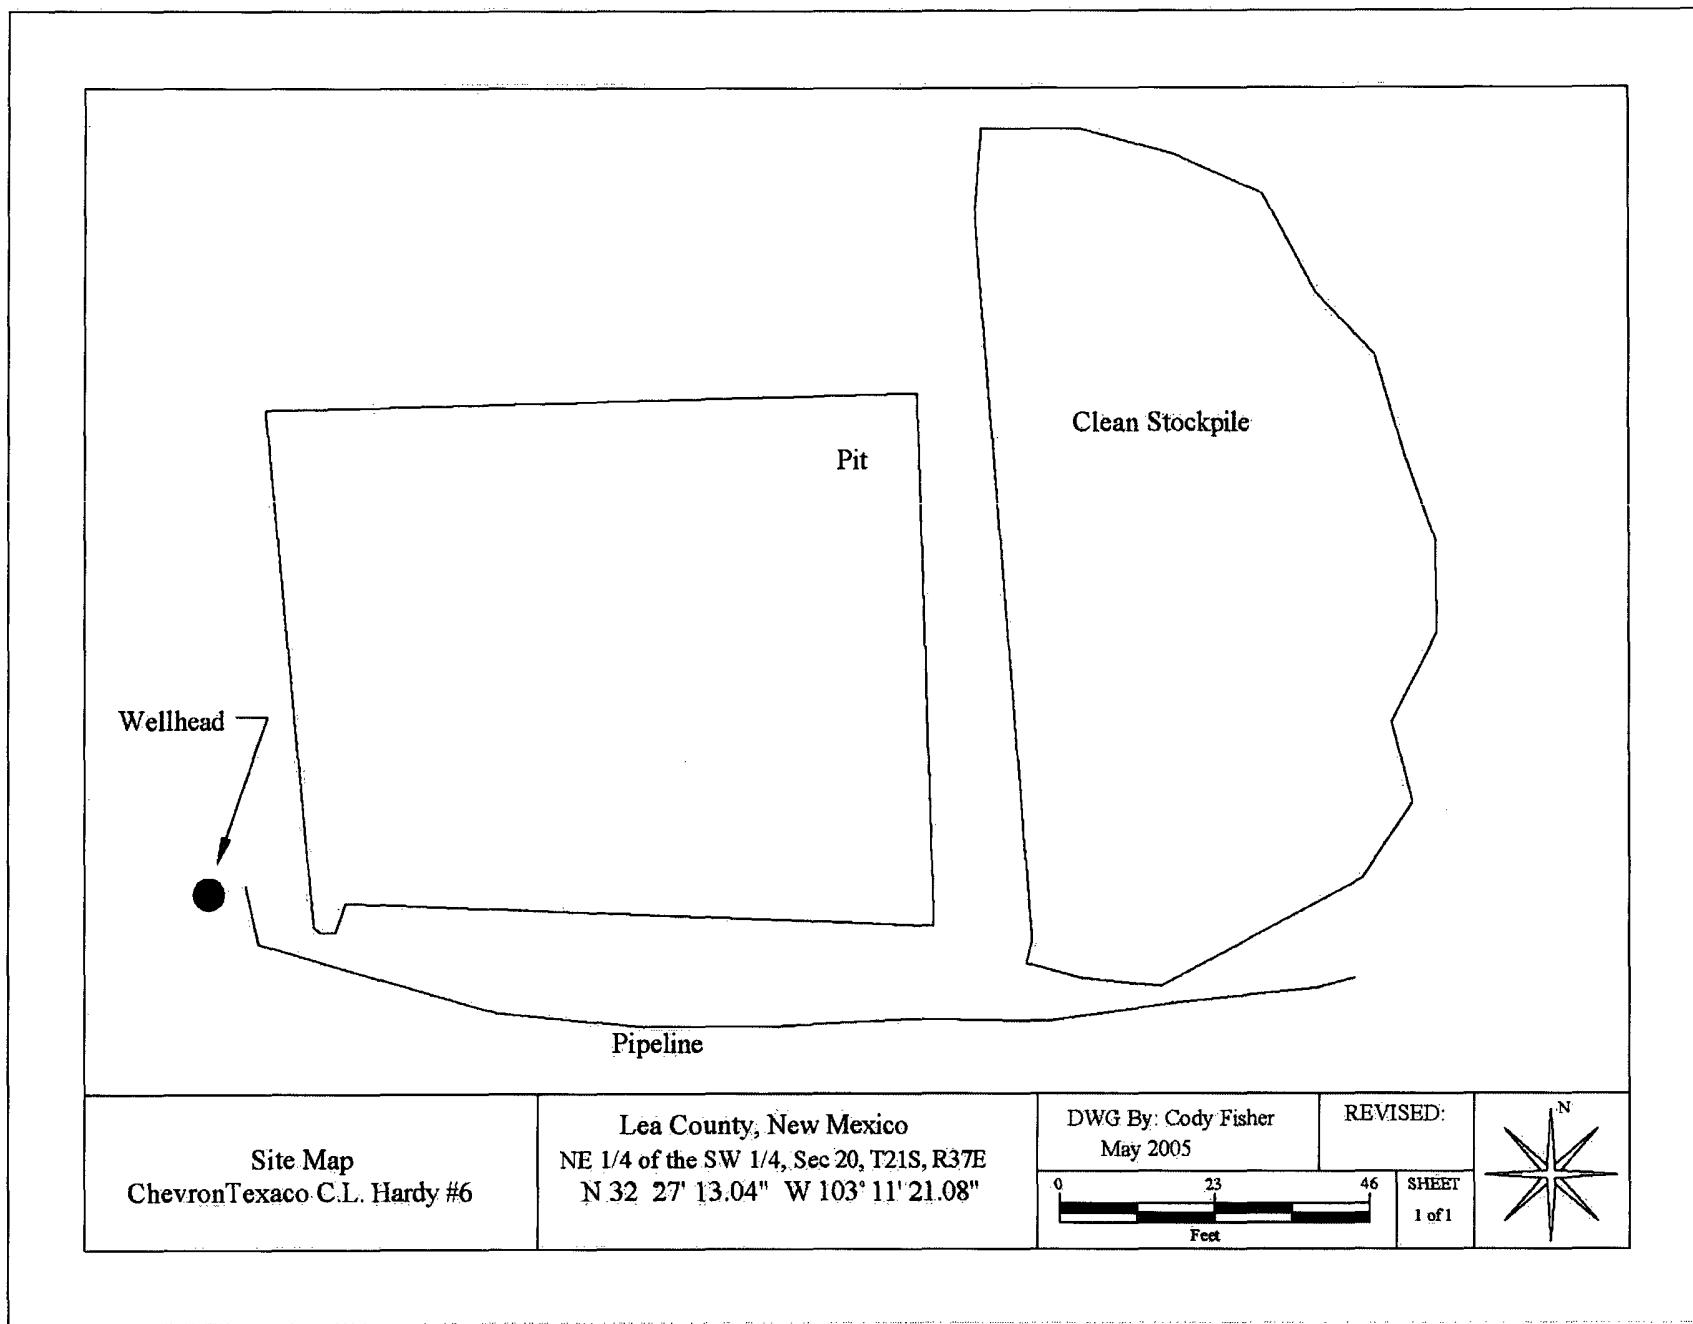 Clean Stockpile
Pit
Wellhead
Pipeline
Site Map
ChevronTexaco C.L. Hardy #6
Lea County, New Mexico
NE 1/4 of the SW 1/4, Sec 20, T21S, R37E
N 32 27' 13.04" W 103° 11' 21.08"
DWG By: Cody Fisher
May 2005
REVISED:
0 23 46
Feet
SHEET
1 of 1
N